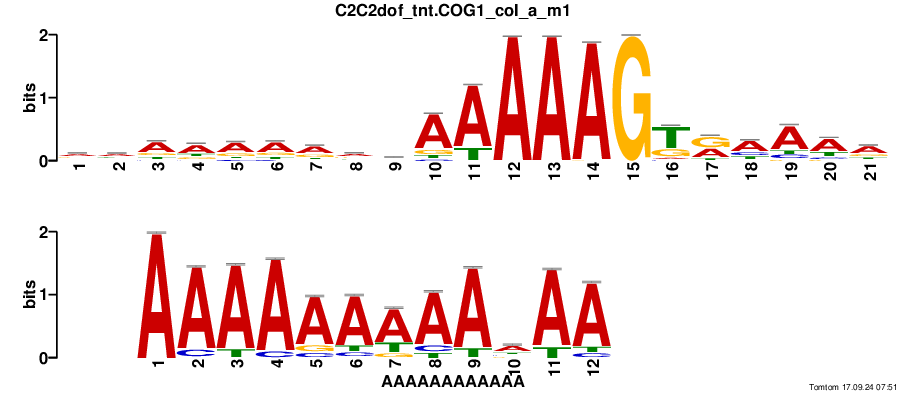 C2C2dof_tnt.COG1_col_a_m1
2
1
0
bits
1 2 3 4 5 6 7 8 9 10 11 12 13 14 15 16 17 18 19 20 21
AAAAAGTGAAAA
2
1
0
bits
AAAAAAAAAAAA
1 2 3 4 5 6 7 8 9 10 11 12
AAAAAAAAAAAA
Tomtom 17.09.24 07:51